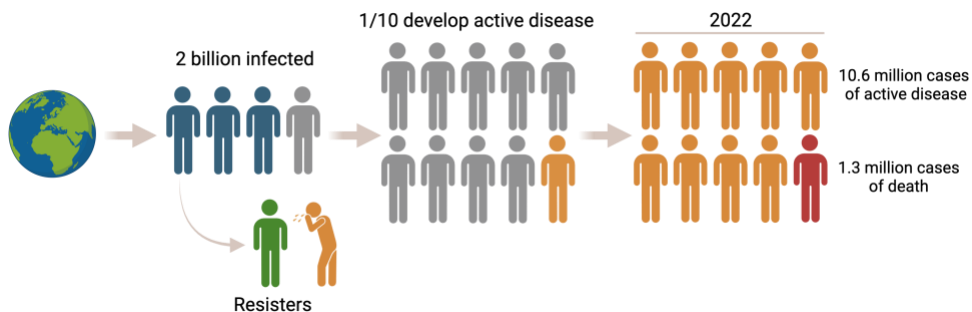 2 billion infected
Resisters
1/10 develop active disease
2022
10.6 million cases
of active disease
1.3 million cases
of death